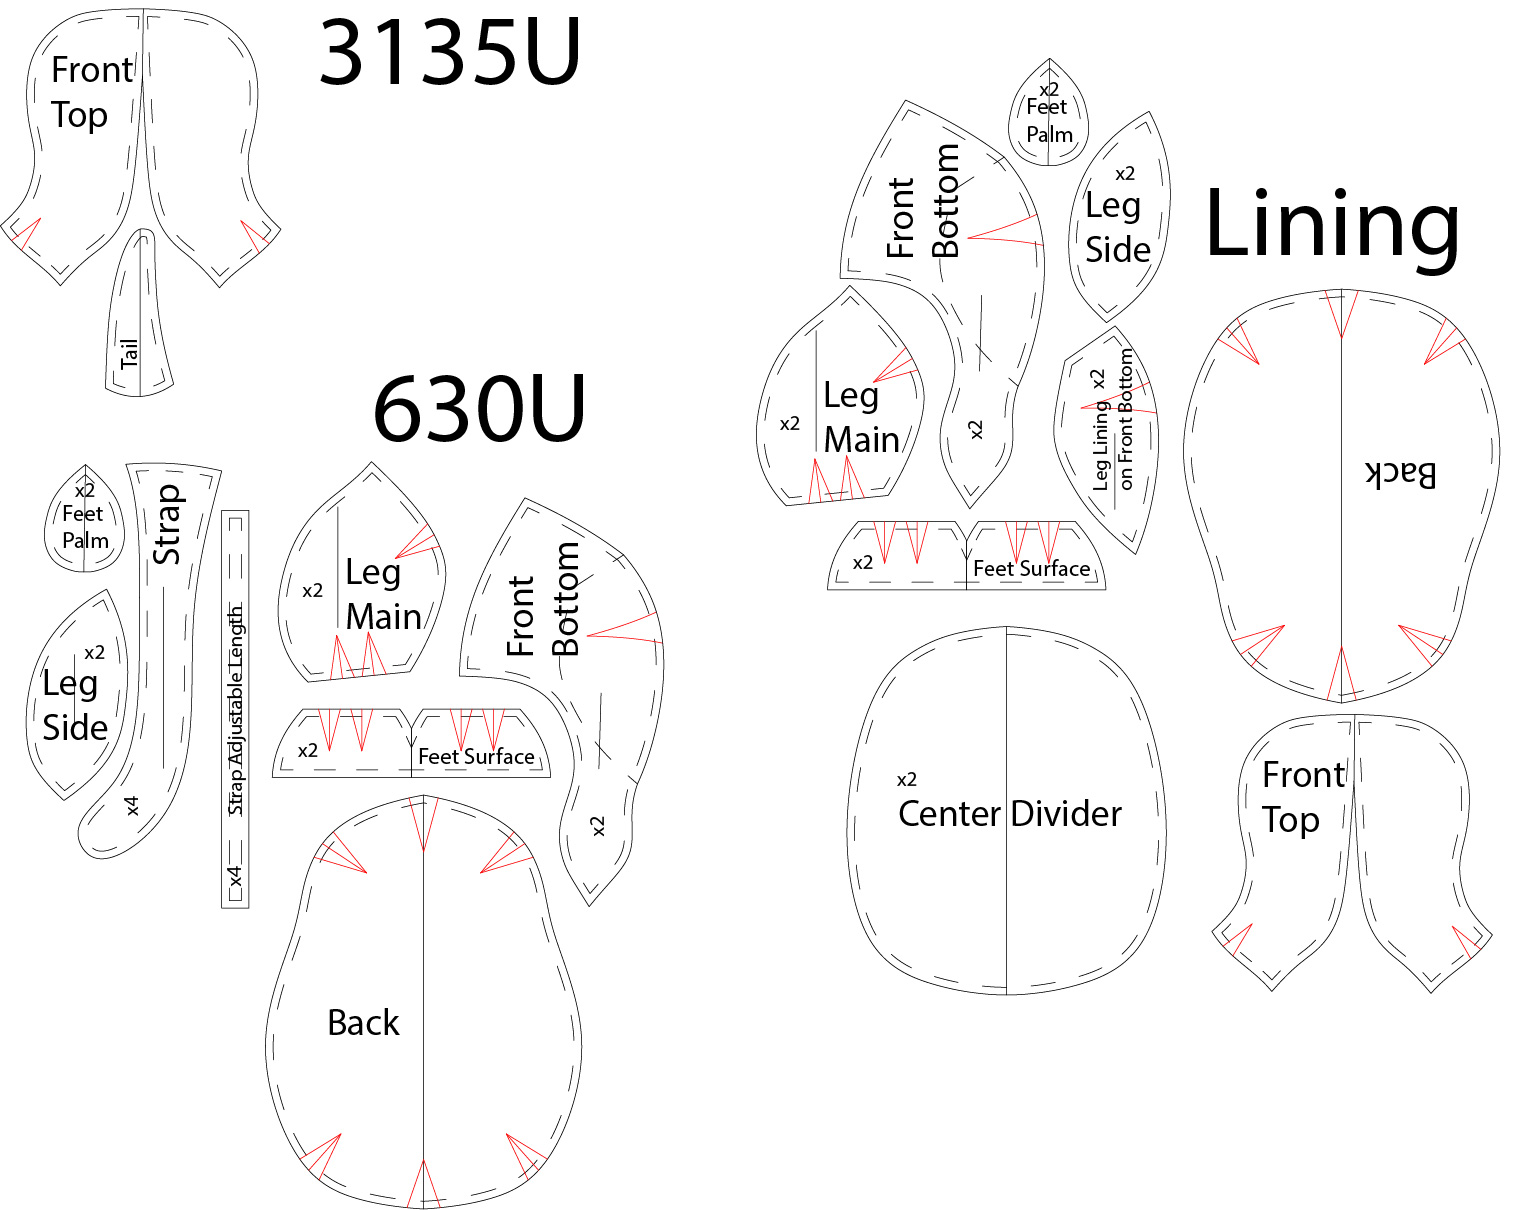 3135U
Front
Top
Tail
630U
x2
Feet
Palm
Strap
x4
x2
Leg
Side
Strap Adjustable Length
x4
x2
Leg
Main
Front
Bottom
x2
x2
Feet Surface
Back
Lining
x2
Feet
Palm
Front
Bottom
x2
x2
Leg
Side
x2
Leg
Main
Leg Lining x2
on Front Bottom
x2
Feet Surface
Back
x2
Center Divider
Front
Top